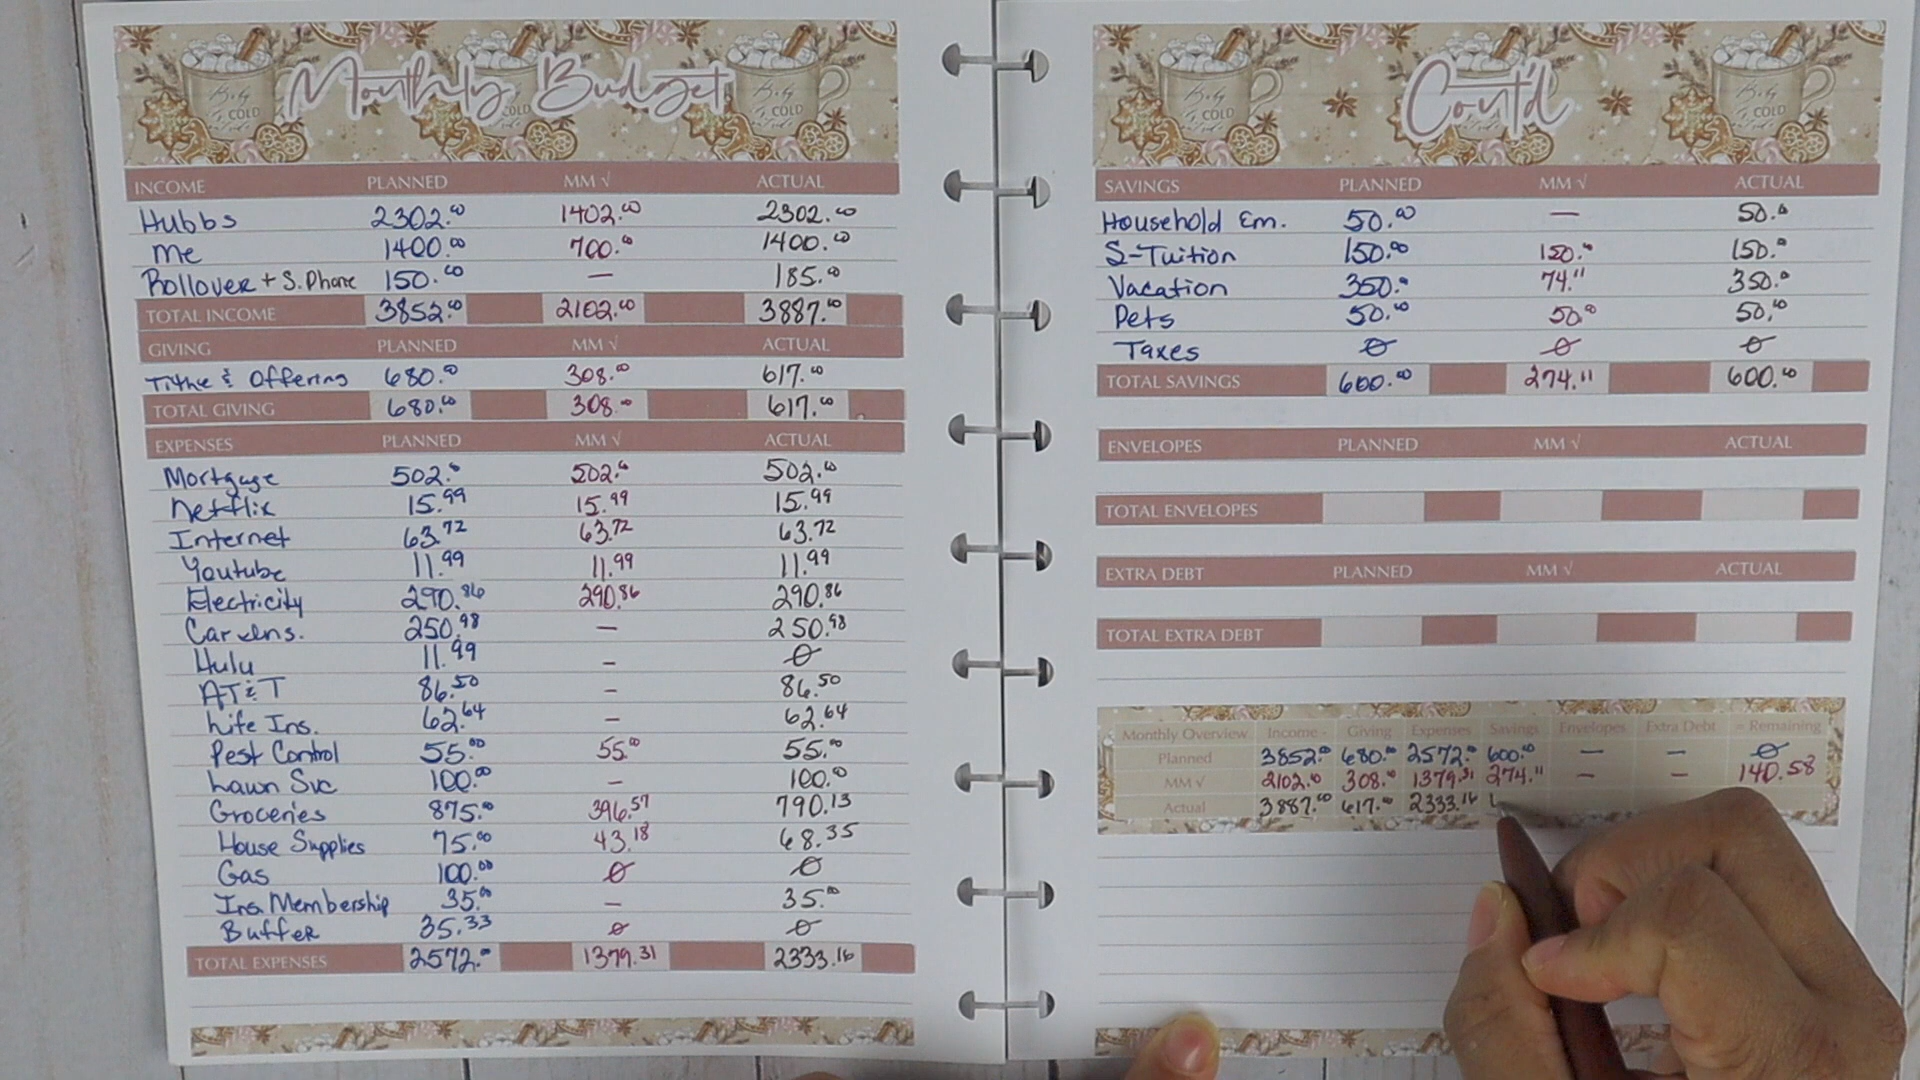 Monthly Budget
INCOME PLANNED MM √ ACTUAL
Hubbs 2302.00 1402.00 2302.00
Me 1400.00 700.00 1400.00
Rollover + S. Phone 150.00 — 185.00
TOTAL INCOME 3852.00 2102.00 3887.00
GIVING PLANNED MM √ ACTUAL
Tithe & Offering 680.00 308.00 617.00
TOTAL GIVING 680.00 308.00 617.00
EXPENSES PLANNED MM √ ACTUAL
Mortgage 502.00 502.00 502.00
Netflix 15.99 15.99 15.99
Internet 63.72 63.72 63.72
Youtube 11.99 11.99 11.99
Electricity 290.86 290.86 290.86
Car Ins. 250.98 — 250.98
Hulu 11.99 - 0
AT&T 86.50 - 86.50
Life Ins. 62.64 — 62.64
Pest Control 55.00 55.00 55.00
Lawn Svc 100.00 - 100.00
Groceries 875.00 396.57 790.13
House Supplies 75.00 43.18 68.35
Gas 100.00 0 0
Ins. Membership 35.00 - 35.00
Buffer 35.33 0 0
TOTAL EXPENSES 2572.00 1379.31 2333.16
Cont'd
SAVINGS PLANNED MM √ ACTUAL
Household Em. 50.00 — 50.00
S-Tuition 150.00 150.00 150.00
Vacation 350.00 74.11 350.00
Pets 50.00 50.00 50.00
Taxes 0 0 0
TOTAL SAVINGS 600.00 274.11 600.00
ENVELOPES PLANNED MM √ ACTUAL
TOTAL ENVELOPES
EXTRA DEBT PLANNED MM √ ACTUAL
TOTAL EXTRA DEBT
Monthly Overview Income - Giving Expenses Savings Envelopes Extra Debt = Remaining
Planned 3852.00 680.00 2572.00 600.00 — — 0
MM √ 2102.00 308.00 1379.31 274.11 - - 140.58
Actual 3887.00 617.00 2333.16